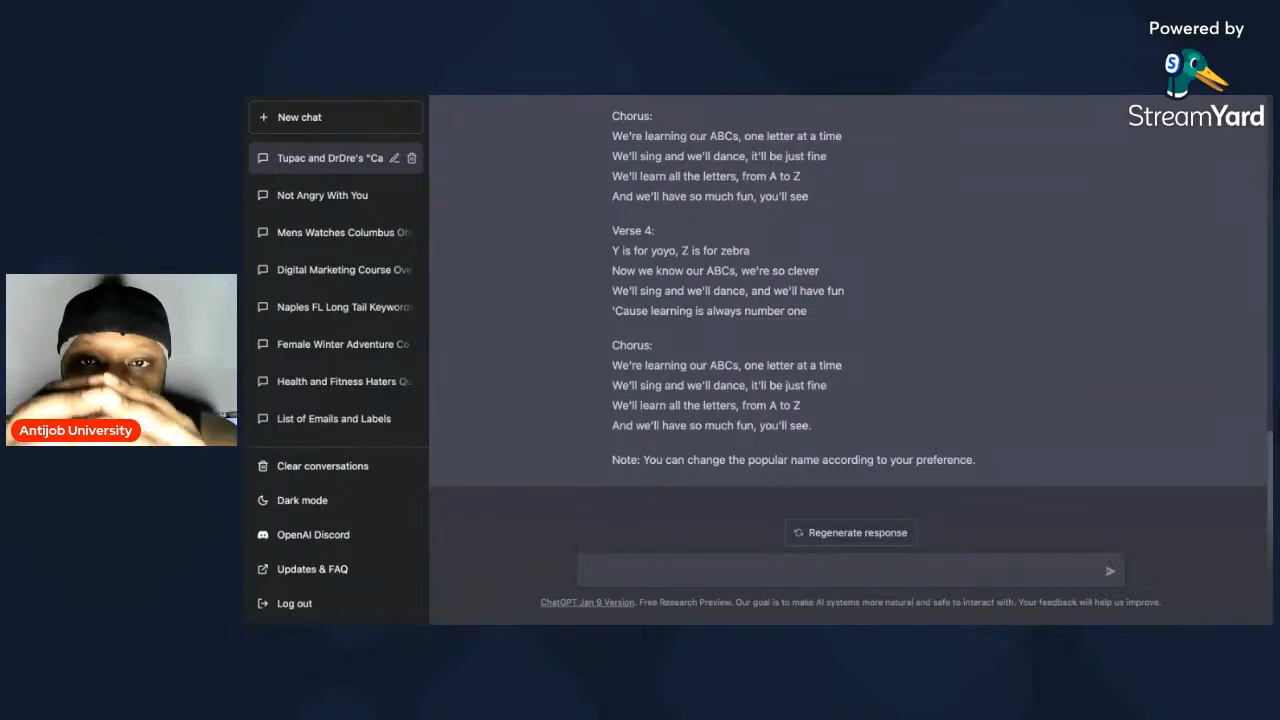 Powered by
StreamYard
New chat
Tupac and DrDre's "Ca
Not Angry With You
Mens Watches Columbus Oh
Digital Marketing Course Ove
Naples FL Long Tail Keyword
Female Winter Adventure Co
Health and Fitness Haters Qu
List of Emails and Labels
Clear conversations
Dark mode
OpenAI Discord
Updates & FAQ
Log out
Antijob University
Chorus:
We're learning our ABCs, one letter at a time
We'll sing and we'll dance, it'll be just fine
We'll learn all the letters, from A to Z
And we'll have so much fun, you'll see
Verse 4:
Y is for yoyo, Z is for zebra
Now we know our ABCs, we're so clever
We'll sing and we'll dance, and we'll have fun
'Cause learning is always number one
Chorus:
We're learning our ABCs, one letter at a time
We'll sing and we'll dance, it'll be just fine
We'll learn all the letters, from A to Z
And we'll have so much fun, you'll see.
Note: You can change the popular name according to your preference.
Regenerate response
ChatGPT Jan 9 Version. Free Research Preview. Our goal is to make AI systems more natural and safe to interact with. Your feedback will help us improve.